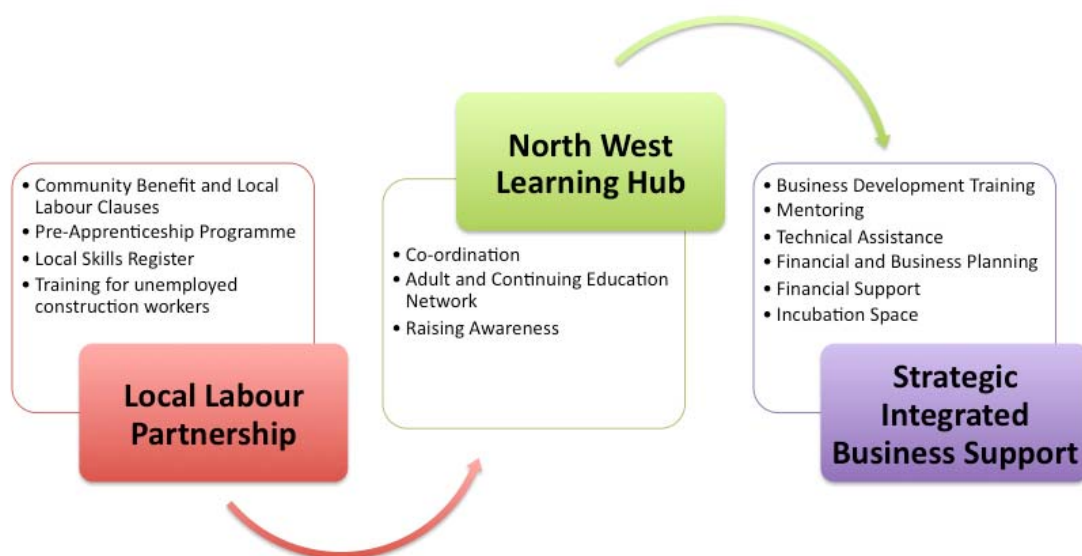 • Community Benefit and Local
Labour Clauses
• Pre-Apprenticeship Programme
• Local Skills Register
• Training for unemployed
construction workers
Local Labour
Partnership
North West
Learning Hub
• Co-ordination
• Adult and Continuing Education
Network
• Raising Awareness
• Business Development Training
• Mentoring
• Technical Assistance
• Financial and Business Planning
• Financial Support
• Incubation Space
Strategic
Integrated
Business Support